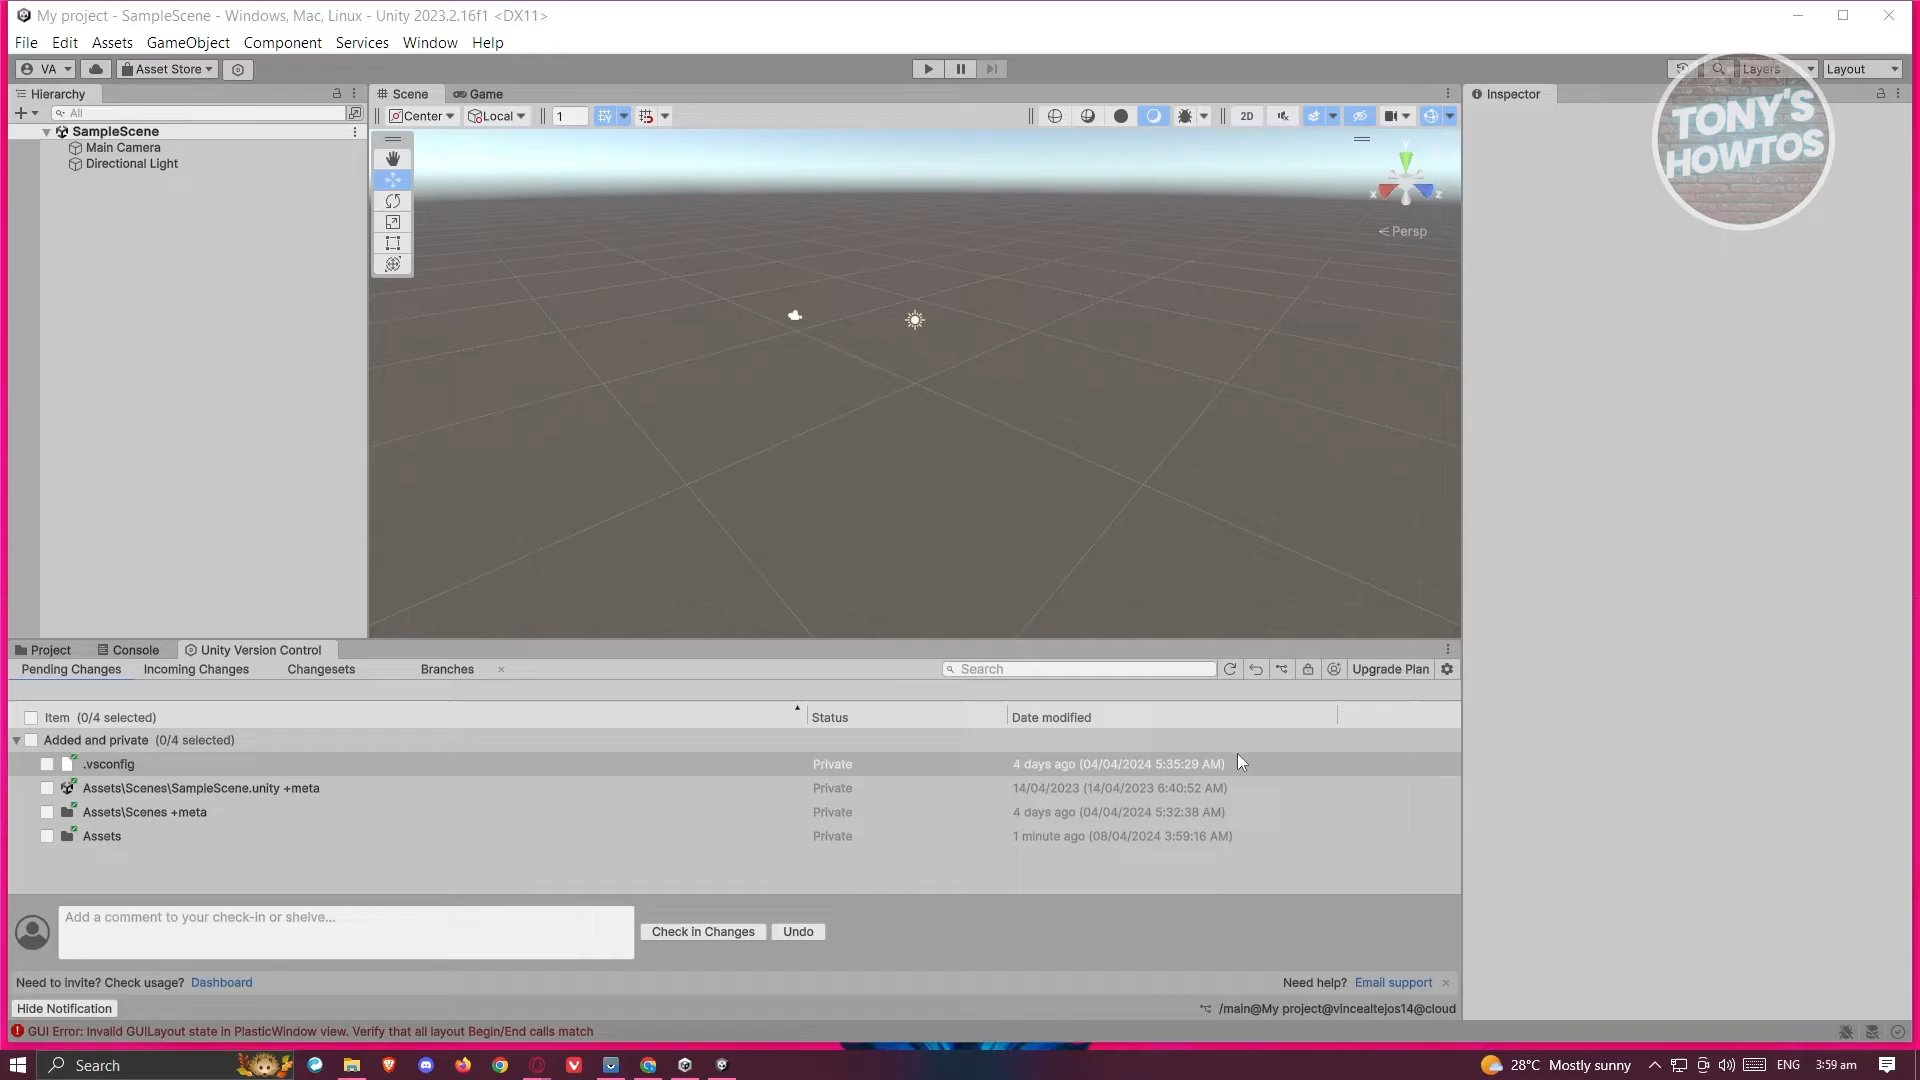 My project - SampleScene - Windows, Mac, Linux - Unity 2023.2.16f1 <DX11>
File Edit Assets GameObject Component Services Window Help
VA Asset Store Layers Layout
Hierarchy Scene Game Inspector
All Center Local 1 2D
SampleScene
Main Camera
Directional Light
y
x z
Persp
TONY'S
HOWTOS
Project Console Unity Version Control
Pending Changes Incoming Changes Changesets Branches Search Upgrade Plan
Item (0/4 selected) Status Date modified
Added and private (0/4 selected)
.vsconfig Private 4 days ago (04/04/2024 5:35:29 AM)
Assets\Scenes\SampleScene.unity +meta Private 14/04/2023 (14/04/2023 6:40:52 AM)
Assets\Scenes +meta Private 4 days ago (04/04/2024 5:32:38 AM)
Assets Private 1 minute ago (08/04/2024 3:59:16 AM)
Add a comment to your check-in or shelve...
Check in Changes Undo
Need to invite? Check usage? Dashboard Need help? Email support
Hide Notification /main@My project@vincealtejos14@cloud
GUI Error: Invalid GUILayout state in PlasticWindow view. Verify that all layout Begin/End calls match
Search 28°C Mostly sunny ENG 3:59 am